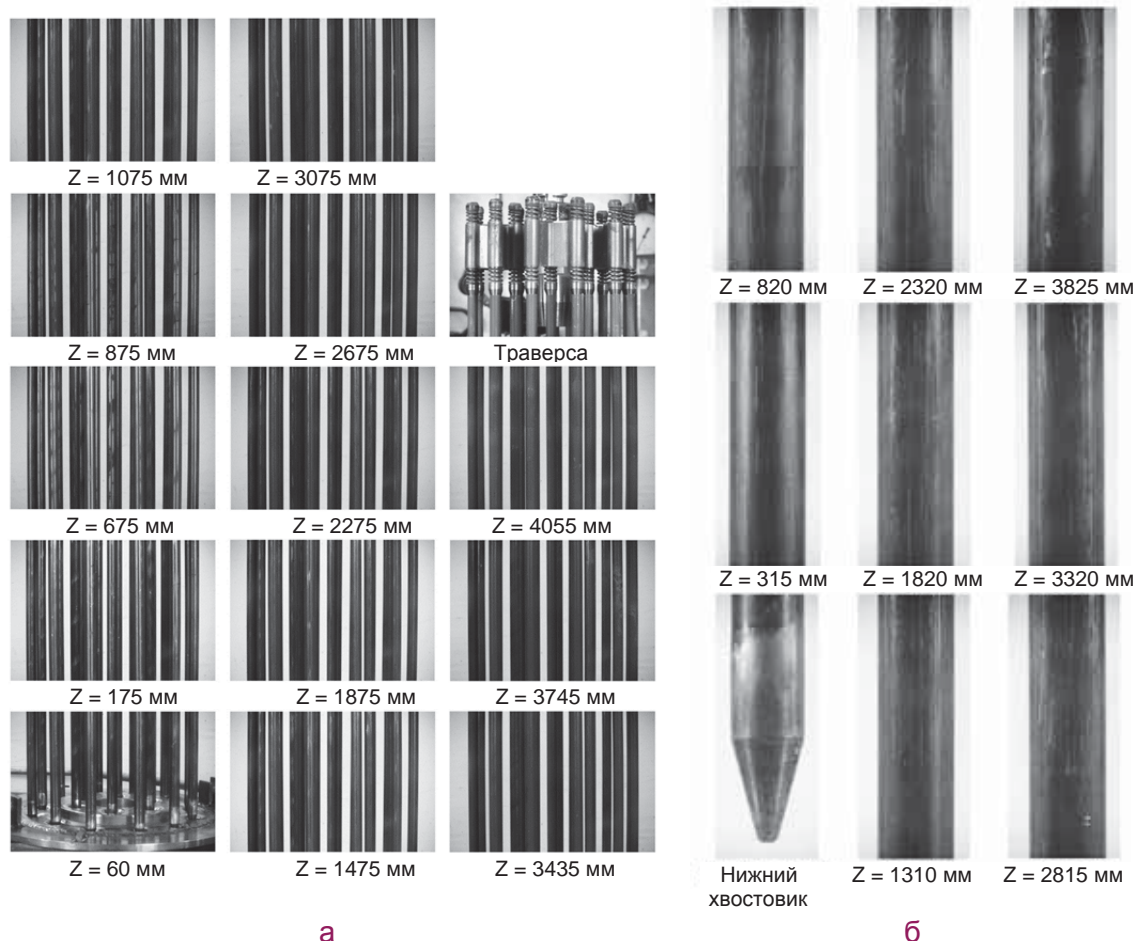 Z = 1075 мм
Z = 3075 мм
Z = 875 мм
Z = 2675 мм
Траверса
Z = 675 мм
Z = 2275 мм
Z = 4055 мм
Z = 175 мм
Z = 1875 мм
Z = 3745 мм
Z = 60 мм
Z = 1475 мм
Z = 3435 мм
а
Z = 820 мм
Z = 2320 мм
Z = 3825 мм
Z = 315 мм
Z = 1820 мм
Z = 3320 мм
Нижний
хвостовик
Z = 1310 мм
Z = 2815 мм
б